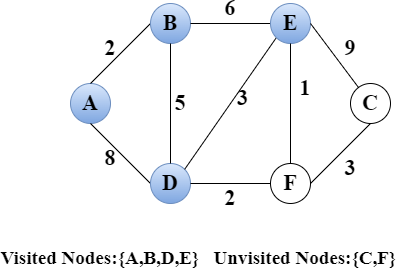 6
B
E
2
9
5
3
1
A
C
8
3
D
F
2
Visited Nodes:{A,B,D,E} Unvisited Nodes:{C,F}